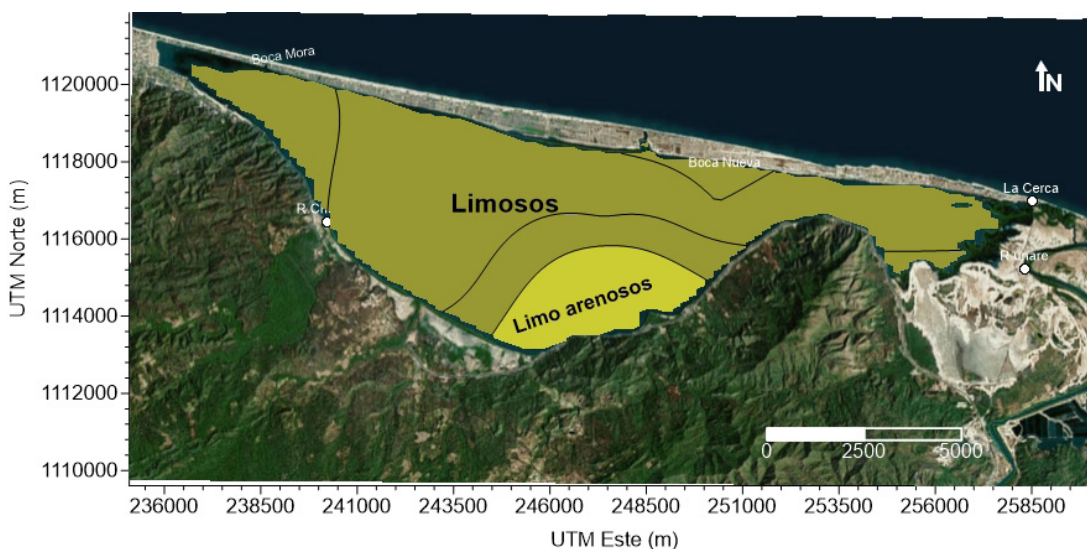 Boca Mora
N
1120000
1118000
Boca Nueva
La Cerca
Limosos
R.Ch
1116000
UTM Norte (m)
Limo arenosos
1114000
1112000
0 2500 5000
1110000
236000 238500 241000 243500 246000 248500 251000 253500 256000 258500
UTM Este (m)